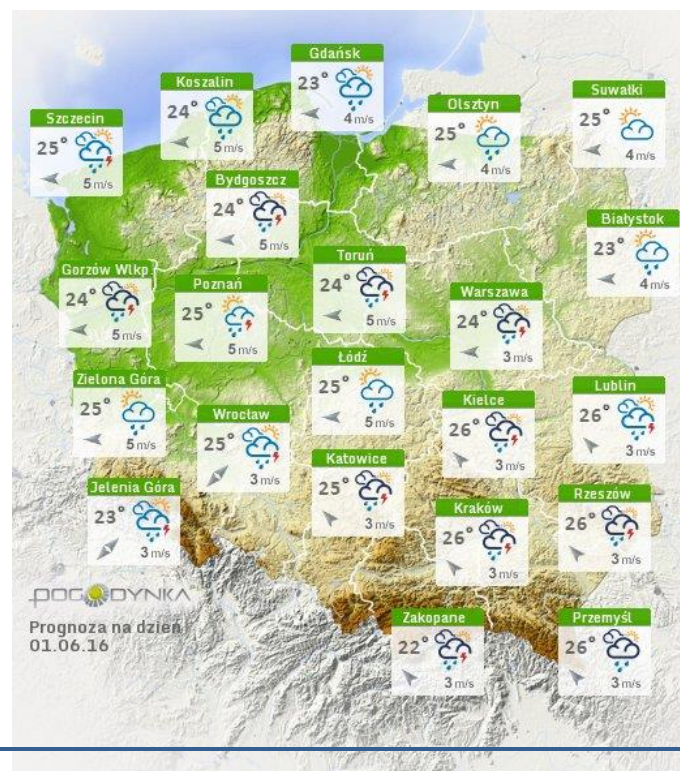 Gdańsk
23°
4 m/s
Koszalin
24°
5 m/s
Suwałki
25°
4 m/s
Olsztyn
25°
4 m/s
Szczecin
25°
5 m/s
Bydgoszcz
24°
5 m/s
Białystok
23°
4 m/s
Toruń
24°
5 m/s
Gorzów Wlkp.
24°
5 m/s
Poznań
25°
5 m/s
Warszawa
24°
3 m/s
Łódź
25°
5 m/s
Zielona Góra
25°
5 m/s
Lublin
26°
3 m/s
Kielce
26°
3 m/s
Wrocław
25°
3 m/s
Katowice
25°
3 m/s
Jelenia Góra
23°
3 m/s
Rzeszów
26°
3 m/s
Kraków
26°
3 m/s
POGODYNKA
Prognoza na dzień
01.06.16
Zakopane
22°
3 m/s
Przemyśl
26°
3 m/s